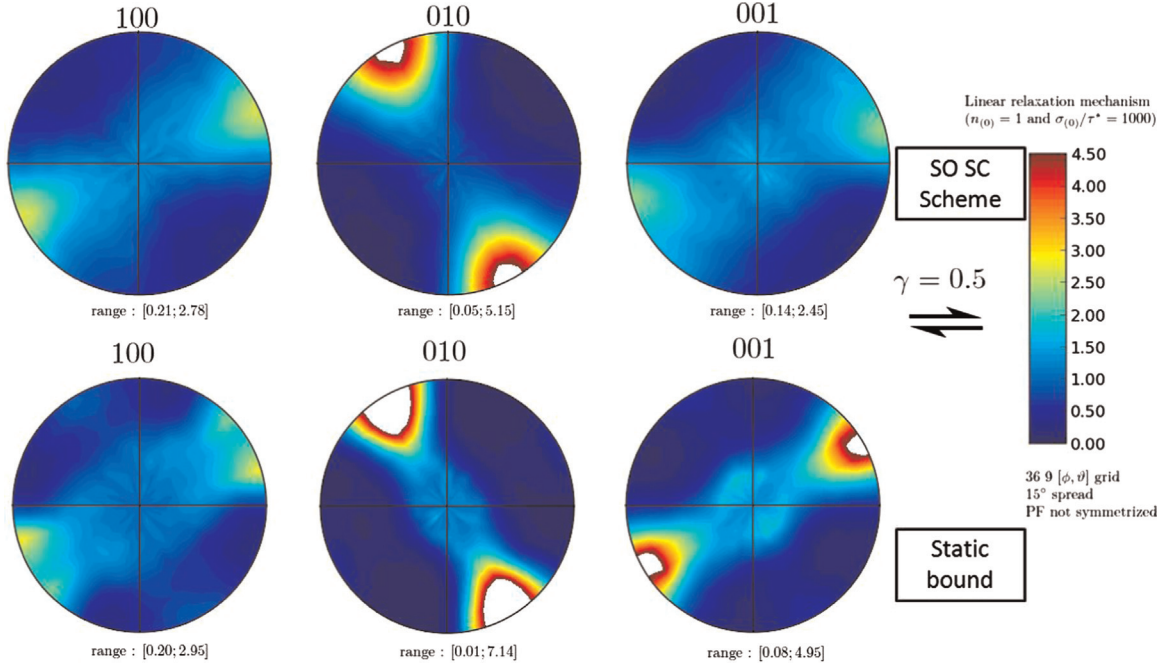 100
010
001
Linear relaxation mechanism
(n(0) = 1 and σ(0)/τ* = 1000)
SO SC
Scheme
4.50
4.00
3.50
3.00
2.50
2.00
1.50
1.00
0.50
0.00
γ = 0.5
range : [0.21; 2.78]
range : [0.05; 5.15]
range : [0.14; 2.45]
100
010
001
36 9 [ϕ, ϑ] grid
15° spread
PF not symmetrized
Static
bound
range : [0.20; 2.95]
range : [0.01; 7.14]
range : [0.08; 4.95]